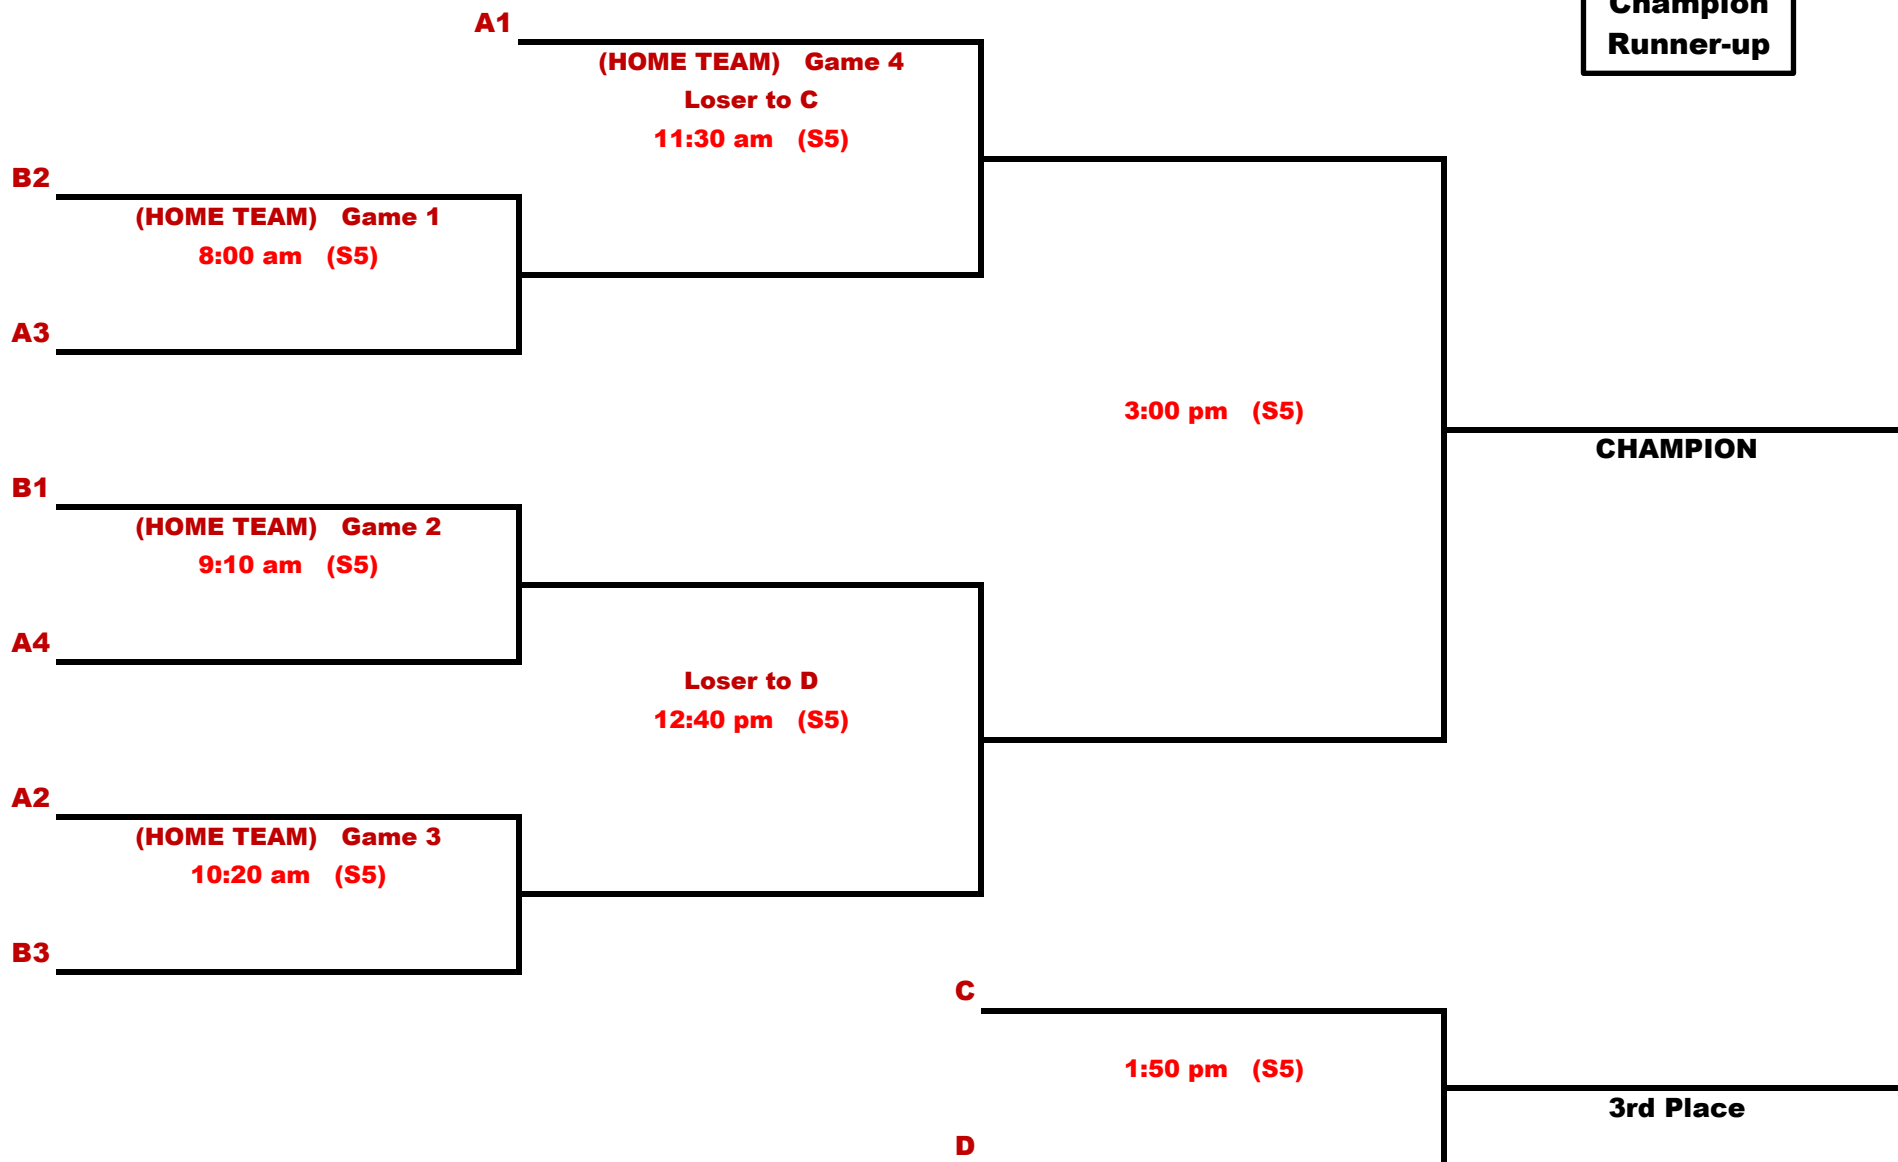 Champion
Runner-up
A1
(HOME TEAM) Game 4
Loser to C
11:30 am (S5)
B2
(HOME TEAM) Game 1
8:00 am (S5)
A3
3:00 pm (S5)
CHAMPION
B1
(HOME TEAM) Game 2
9:10 am (S5)
A4
Loser to D
12:40 pm (S5)
A2
(HOME TEAM) Game 3
10:20 am (S5)
B3
C
1:50 pm (S5)
3rd Place
D